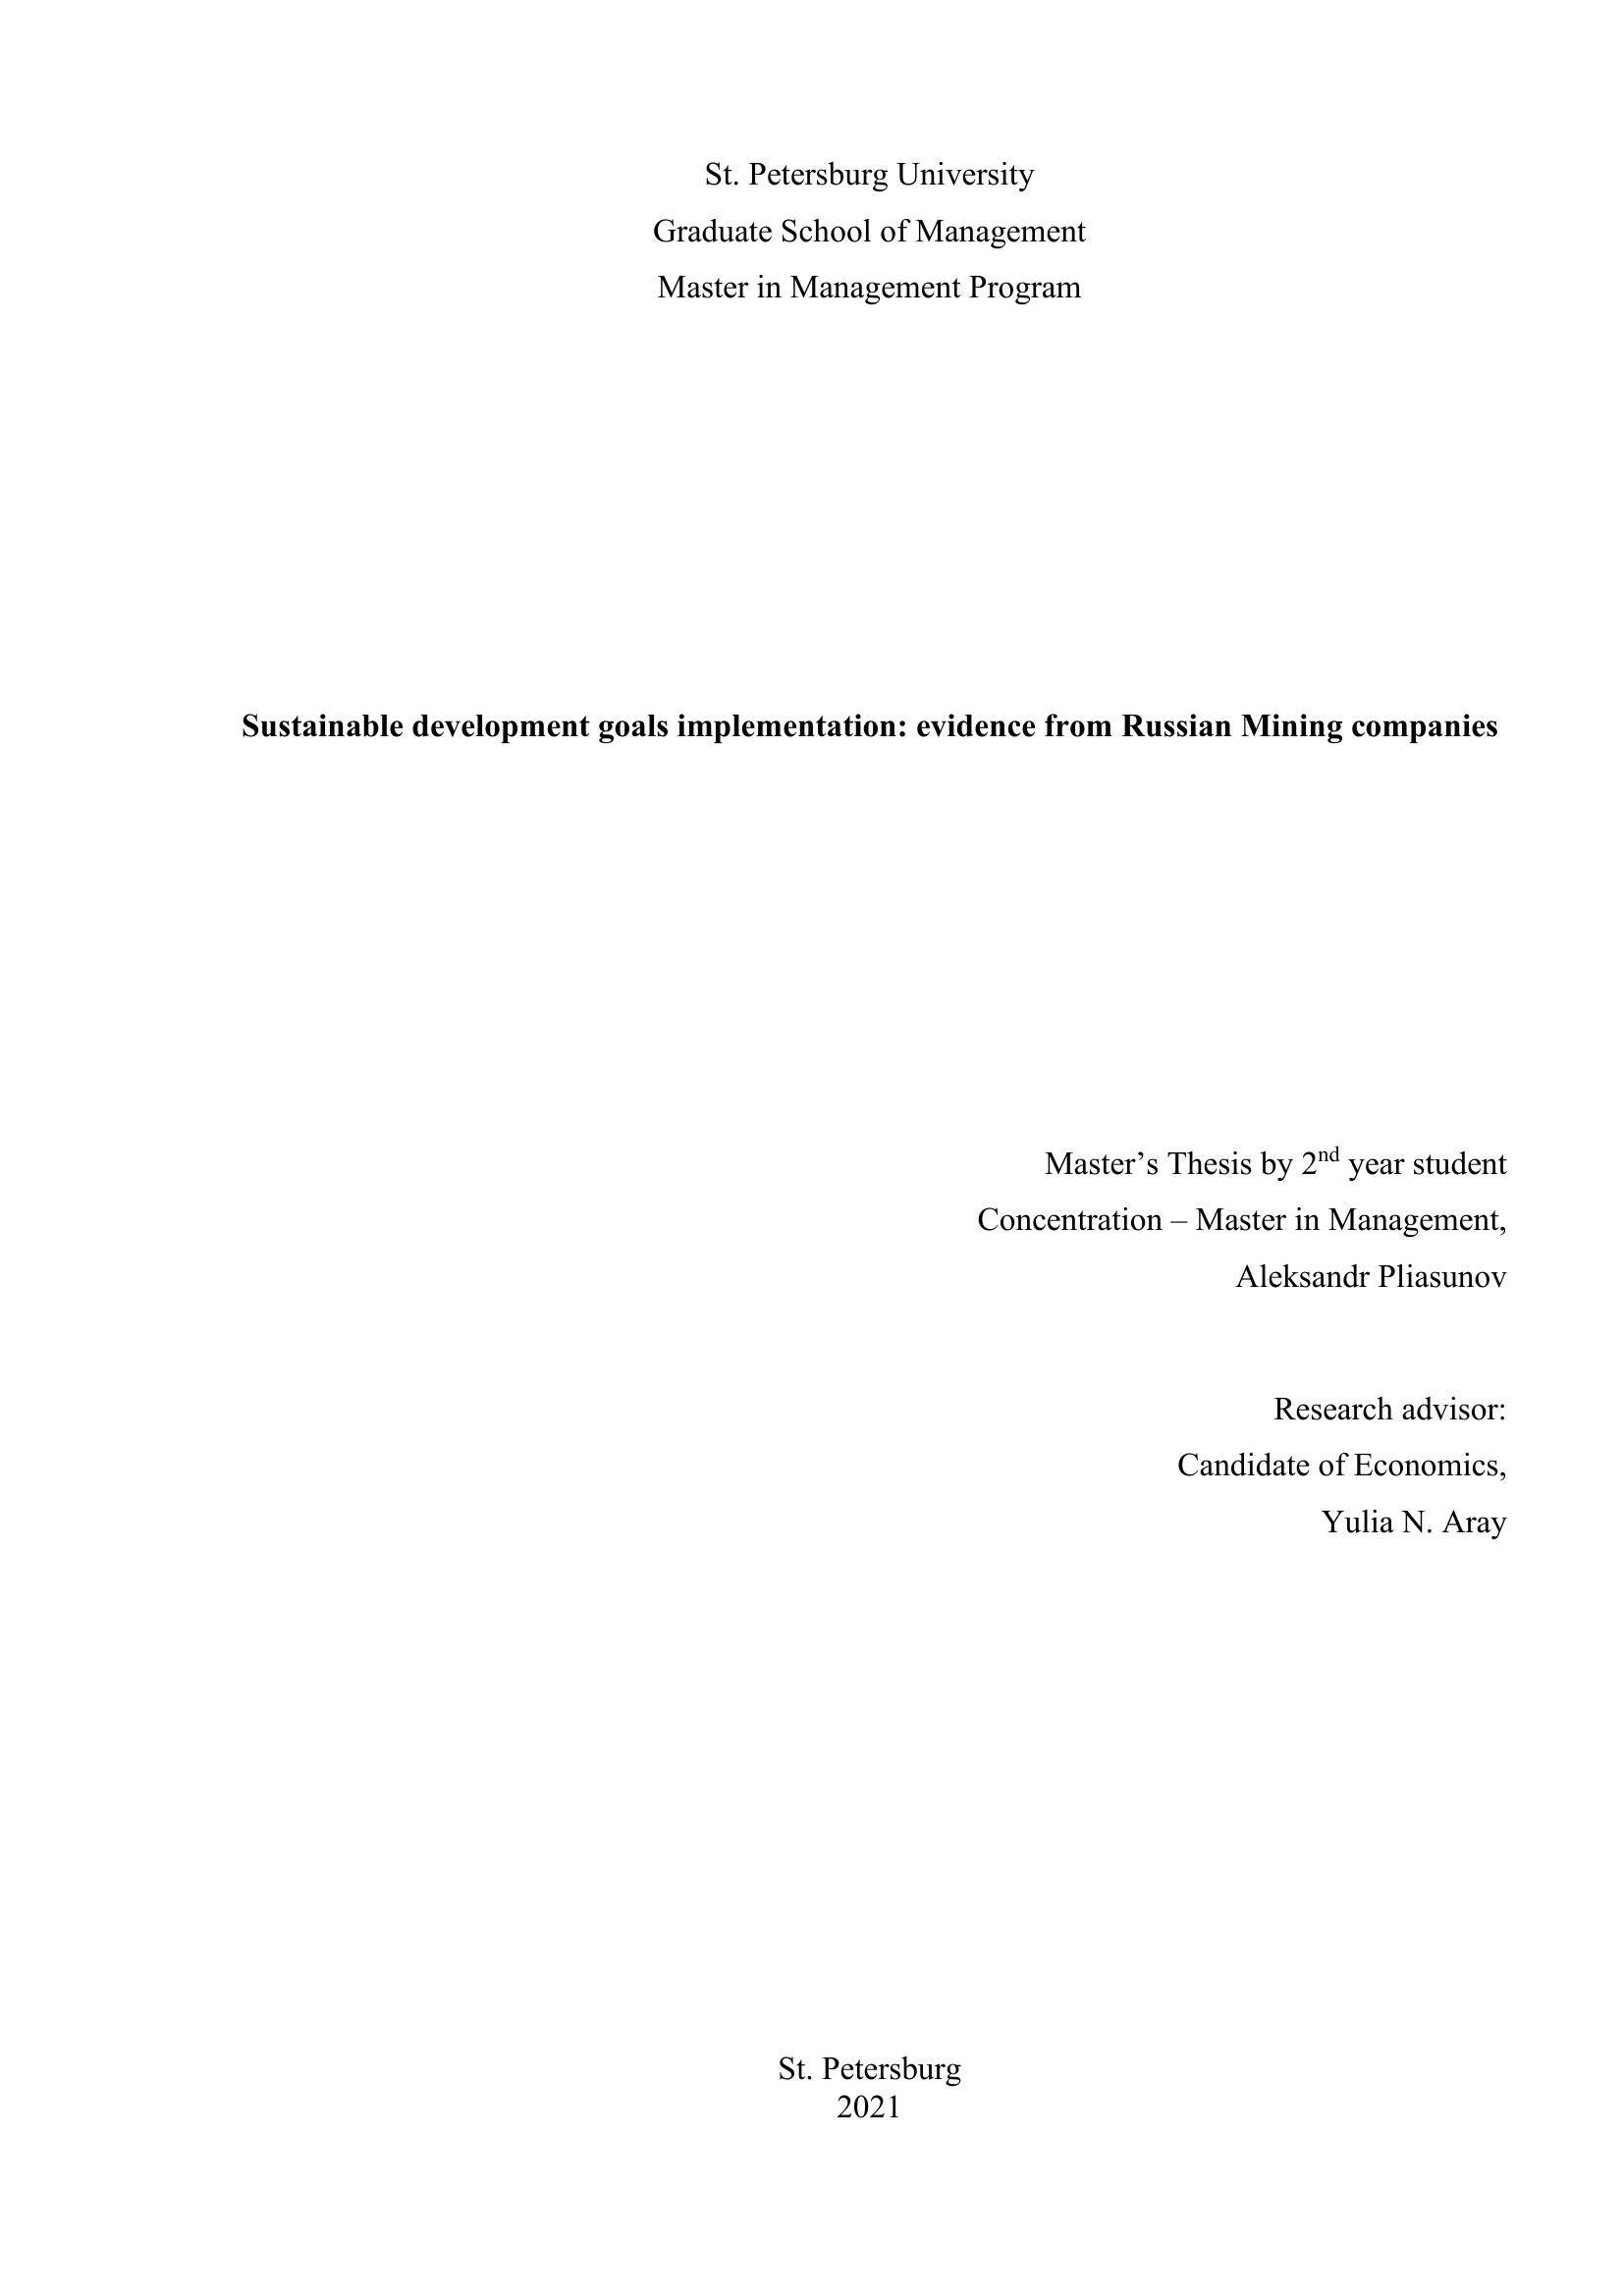 St. Petersburg University
Graduate School of Management
Master in Management Program
Sustainable development goals implementation: evidence from Russian Mining companies
Master’s Thesis by 2nd year student
Concentration – Master in Management,
Aleksandr Pliasunov
Research advisor:
Candidate of Economics,
Yulia N. Aray
St. Petersburg
2021